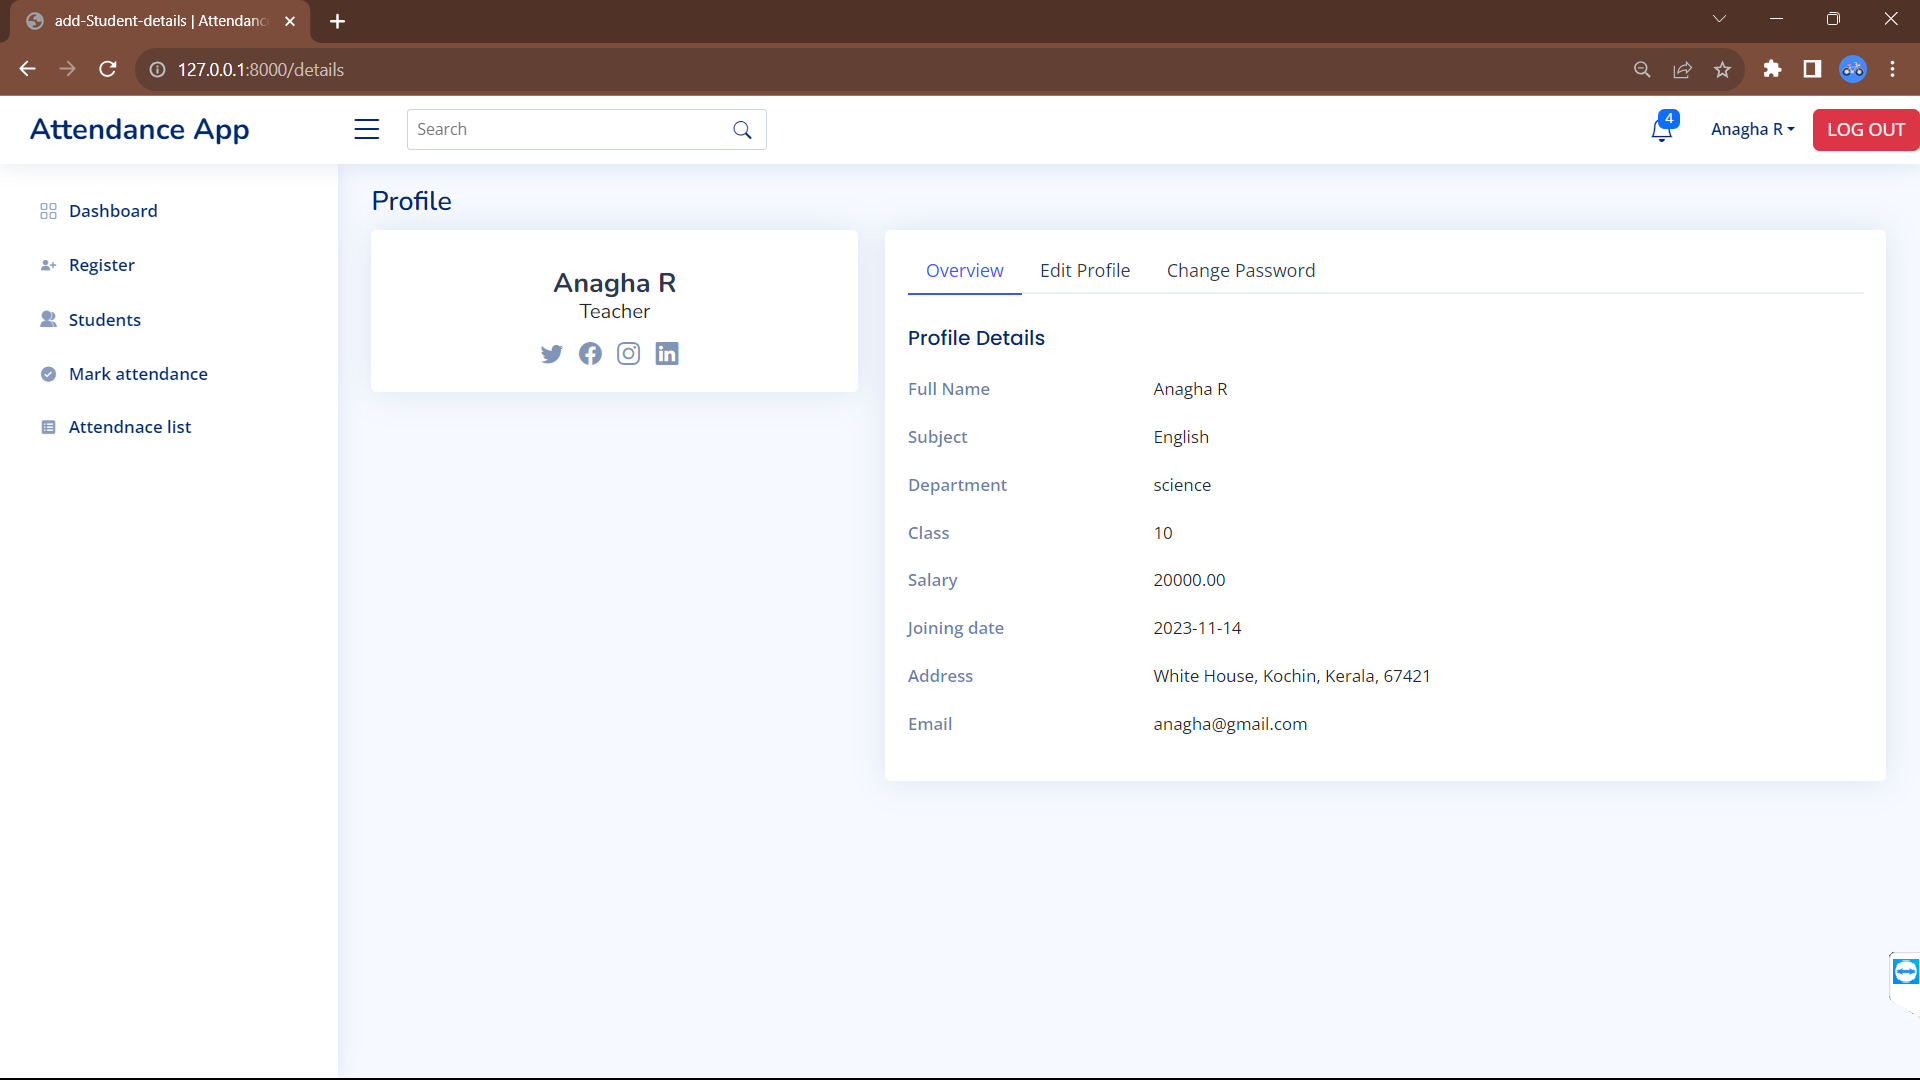 add-Student-details | Attendanc
127.0.0.1:8000/details
Attendance App
Search
4
Anagha R
LOG OUT
Dashboard
Register
Students
Mark attendance
Attendnace list
Profile
Anagha R
Teacher
Overview Edit Profile Change Password
Profile Details
Full Name Anagha R
Subject English
Department science
Class 10
Salary 20000.00
Joining date 2023-11-14
Address White House, Kochin, Kerala, 67421
Email anagha@gmail.com